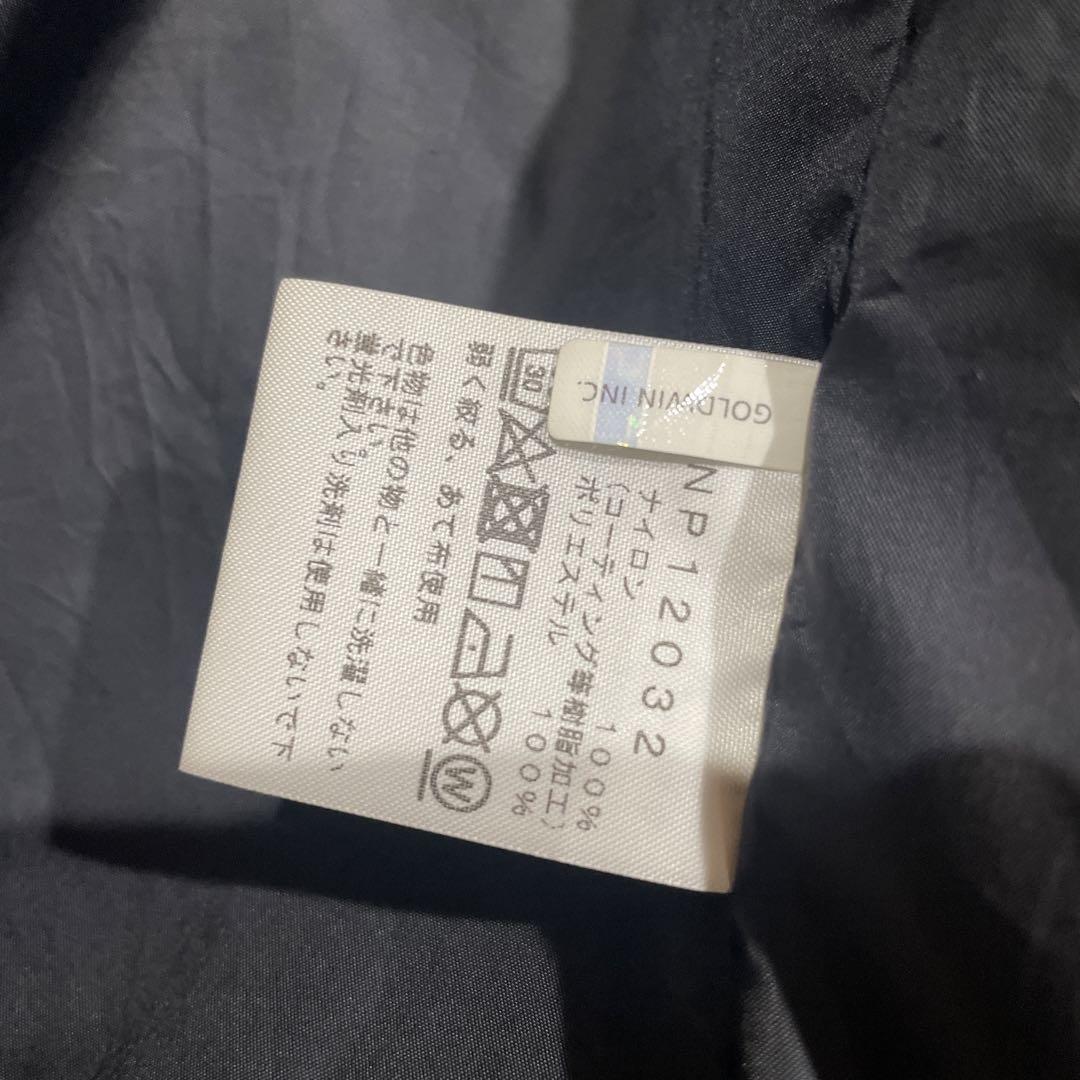 GOLDWIN INC.
NP12032
ナイロン 100%
(コーティング等樹脂加工)
ポリエステル 100%
30
W
弱く絞る、あて布使用
色物は他の物と一緒に洗濯しない
で下さい。
蛍光剤入り洗剤は使用しないで下
さい。